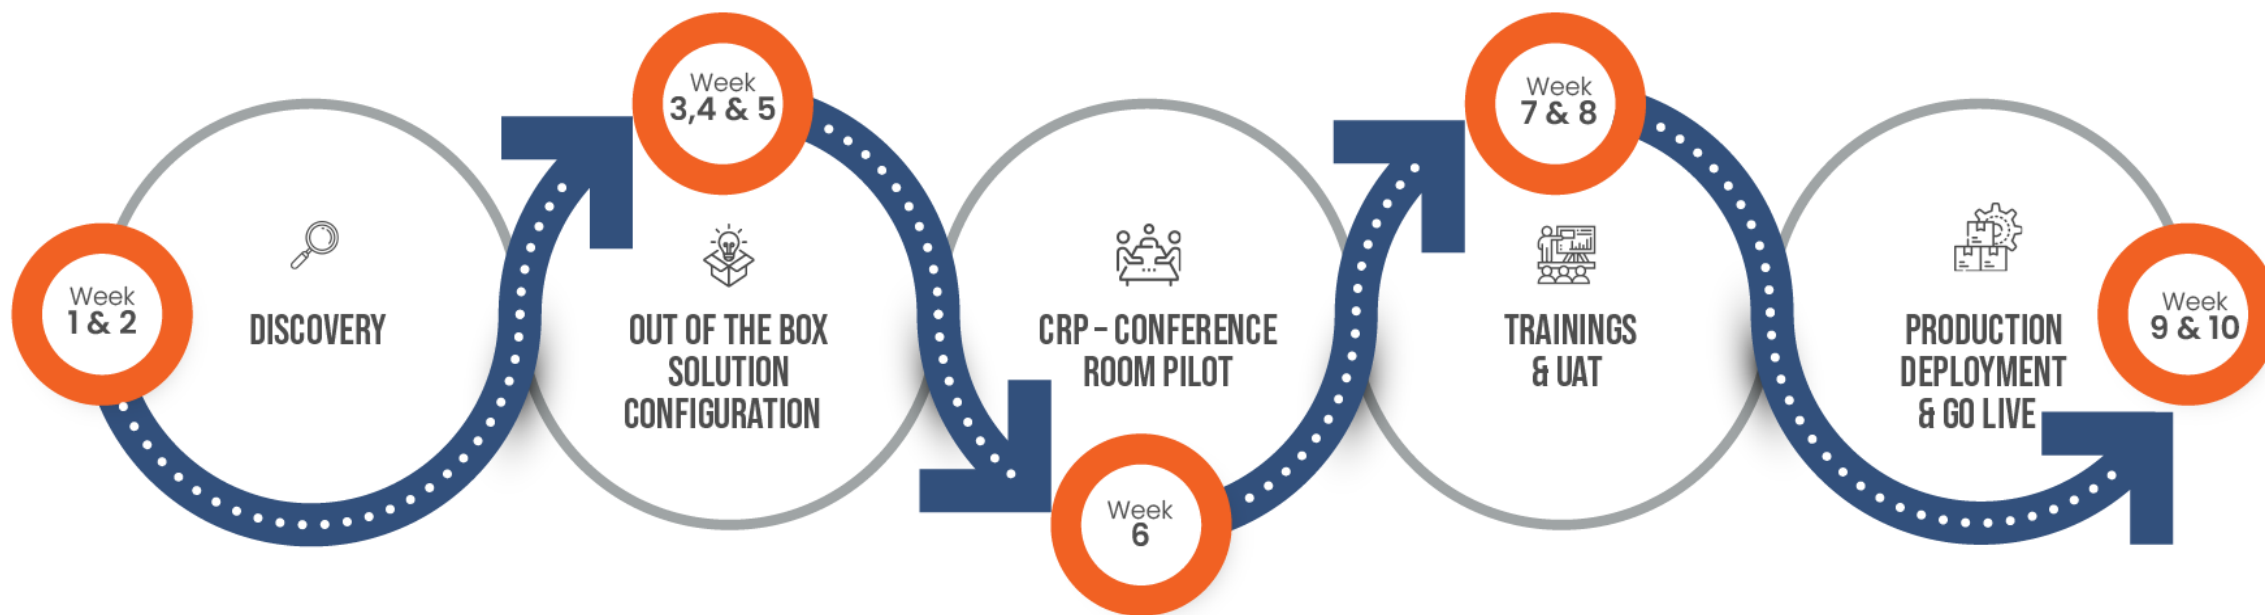 Week
1 & 2
DISCOVERY
Week
3,4 & 5
OUT OF THE BOX
SOLUTION
CONFIGURATION
CRP – CONFERENCE
ROOM PILOT
Week
6
Week
7 & 8
TRAININGS
& UAT
PRODUCTION
DEPLOYMENT
& GO LIVE
Week
9 & 10